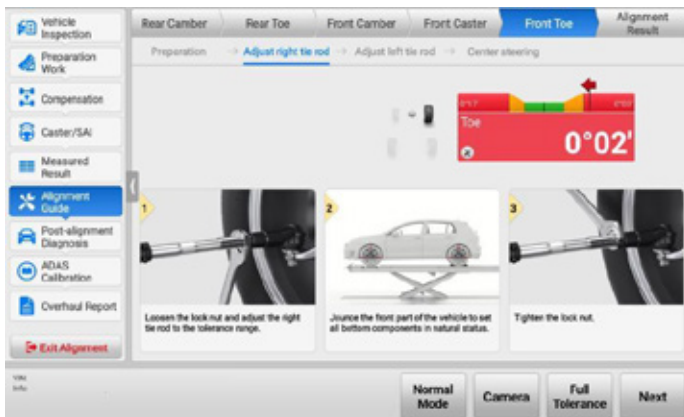 Vehicle
Inspection
Preparation
Work
Compensation
Caster/SAI
Measured
Result
Alignment
Guide
Post-alignment
Diagnosis
ADAS
Calibration
Overhaul Report
Exit Alignment
Rear Camber
Rear Toe
Front Camber
Front Caster
Front Toe
Alignment
Result
Preparation
Adjust right tie rod
Adjust left tie rod
Center steering
Toe
0°02'
1
Loosen the lock nut and adjust the right
tie rod to the tolerance range.
2
Jounce the front part of the vehicle to set
all bottom components in natural status.
3
Tighten the lock nut.
Info
Normal
Mode
Camera
Full
Tolerance
Next